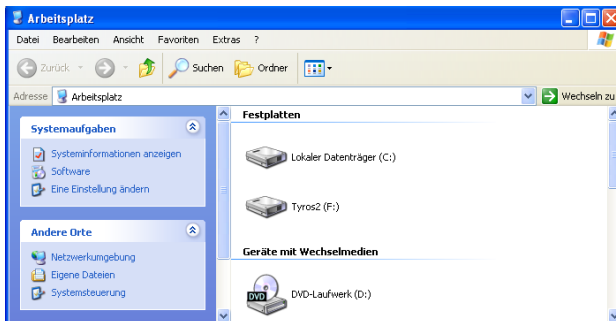 Arbeitsplatz
Datei Bearbeiten Ansicht Favoriten Extras ?
Zurück Suchen Ordner
Adresse Arbeitsplatz Wechseln zu
Systemaufgaben
Systeminformationen anzeigen
Software
Eine Einstellung ändern
Andere Orte
Netzwerkumgebung
Eigene Dateien
Systemsteuerung
Festplatten
Lokaler Datenträger (C:)
Tyros2 (F:)
Geräte mit Wechselmedien
DVD
DVD-Laufwerk (D:)